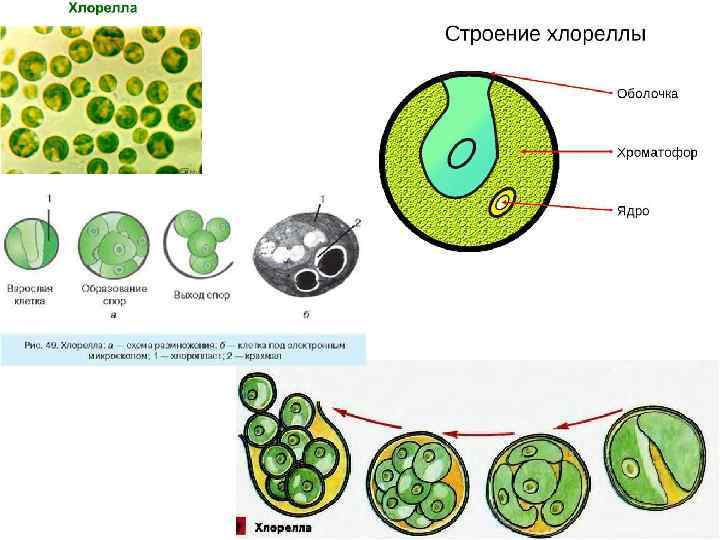 Хлорелла
Строение хлореллы
Оболочка
Хроматофор
Ядро
1
1
2
Взрослая
клетка
Образование
спор
Выход спор
а
б
Рис. 49. Хлорелла: а — схема размножения; б — клетка под электронным
микроскопом; 1 — хлоропласт; 2 — крахмал
Хлорелла